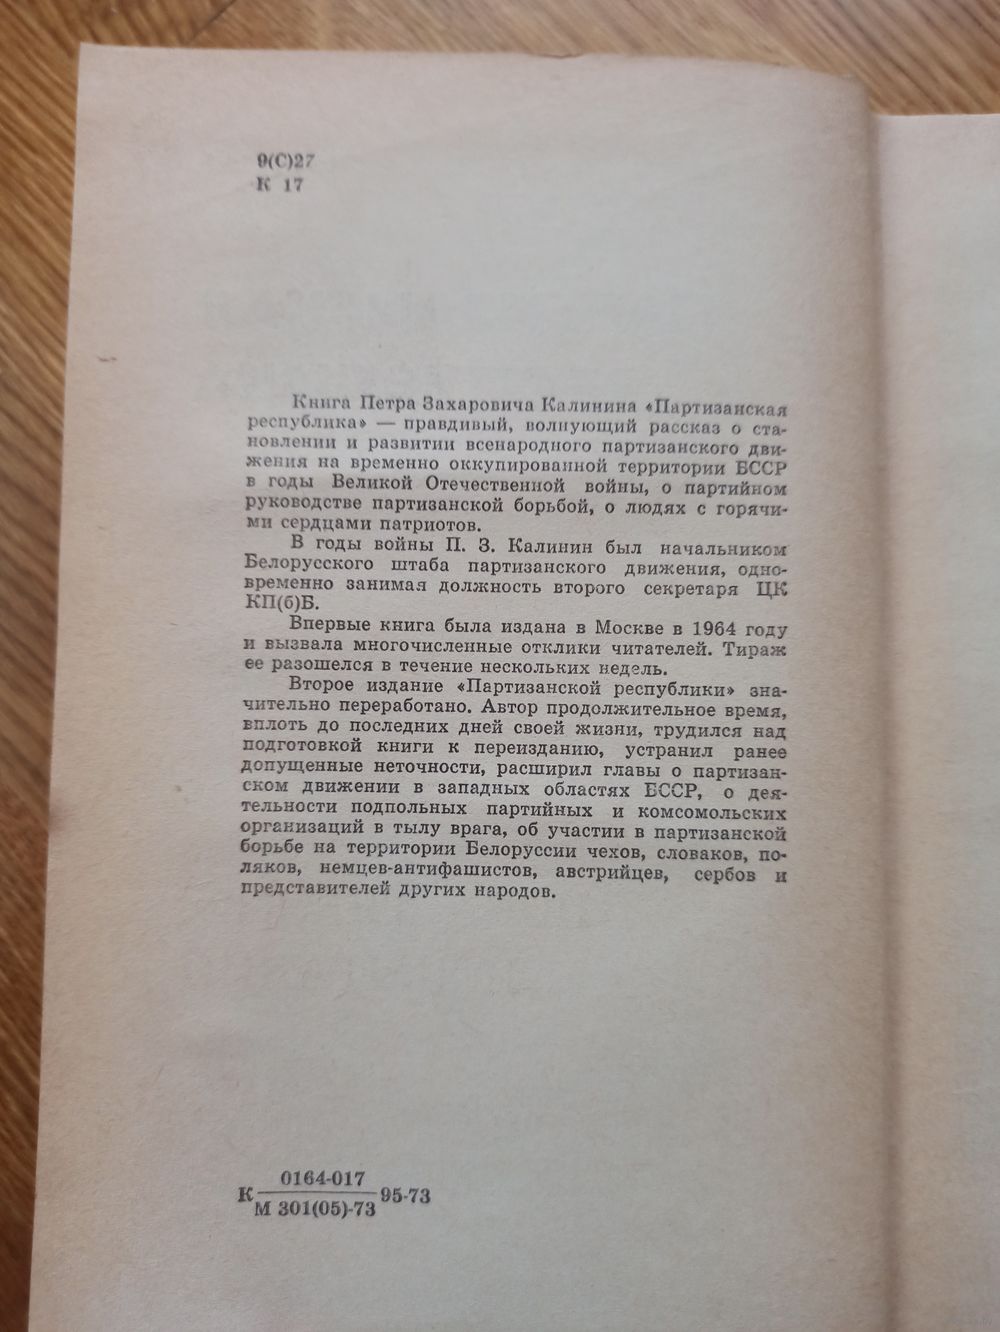 9(С)27
К 17
Книга Петра Захаровича Калинина «Партизанская
республика» — правдивый, волнующий рассказ о ста-
новлении и развитии всенародного партизанского дви-
жения на временно оккупированной территории БССР
в годы Великой Отечественной войны, о партийном
руководстве партизанской борьбой, о людях с горячи-
ми сердцами патриотов.
В годы войны П. З. Калинин был начальником
Белорусского штаба партизанского движения, одно-
временно занимая должность второго секретаря ЦК
КП(б)Б.
Впервые книга была издана в Москве в 1964 году
и вызвала многочисленные отклики читателей. Тираж
ее разошелся в течение нескольких недель.
Второе издание «Партизанской республики» зна-
чительно переработано. Автор продолжительное время,
вплоть до последних дней своей жизни, трудился над
подготовкой книги к переизданию, устранил ранее
допущенные неточности, расширил главы о партизан-
ском движении в западных областях БССР, о дея-
тельности подпольных партийных и комсомольских
организаций в тылу врага, об участии в партизанской
борьбе на территории Белоруссии чехов, словаков, по-
ляков, немцев-антифашистов, австрийцев, сербов и
представителей других народов.
0164-017
К 95-73
М 301(05)-73